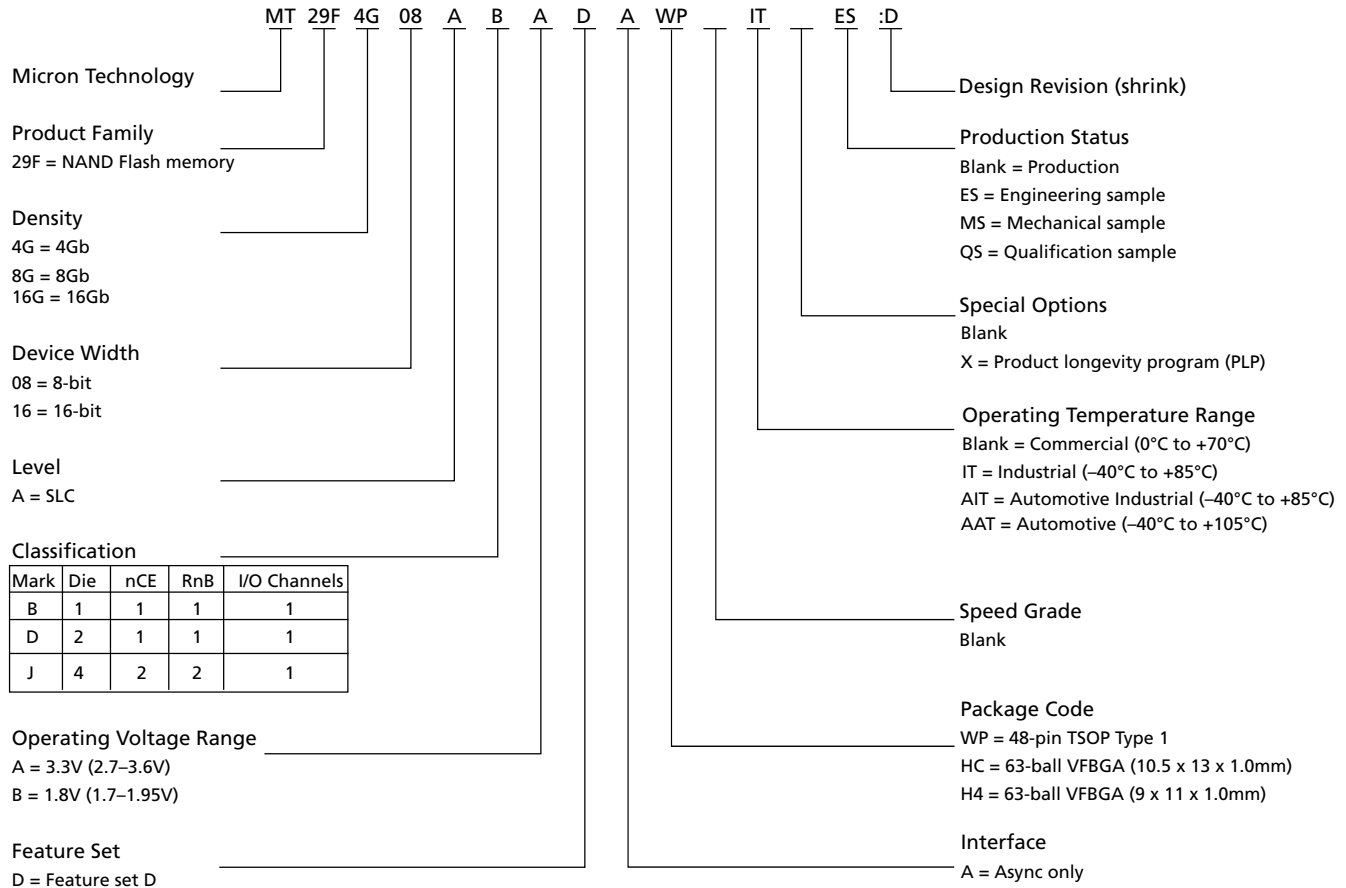 MT 29F 4G 08 A B A D A WP IT ES :D
Micron Technology
Product Family
29F = NAND Flash memory
Density
4G = 4Gb
8G = 8Gb
16G = 16Gb
Device Width
08 = 8-bit
16 = 16-bit
Level
A = SLC
Classification
Mark Die nCE RnB I/O Channels
B 1 1 1 1
D 2 1 1 1
J 4 2 2 1
Operating Voltage Range
A = 3.3V (2.7–3.6V)
B = 1.8V (1.7–1.95V)
Feature Set
D = Feature set D
Design Revision (shrink)
Production Status
Blank = Production
ES = Engineering sample
MS = Mechanical sample
QS = Qualification sample
Special Options
Blank
X = Product longevity program (PLP)
Operating Temperature Range
Blank = Commercial (0°C to +70°C)
IT = Industrial (–40°C to +85°C)
AIT = Automotive Industrial (–40°C to +85°C)
AAT = Automotive (–40°C to +105°C)
Speed Grade
Blank
Package Code
WP = 48-pin TSOP Type 1
HC = 63-ball VFBGA (10.5 x 13 x 1.0mm)
H4 = 63-ball VFBGA (9 x 11 x 1.0mm)
Interface
A = Async only